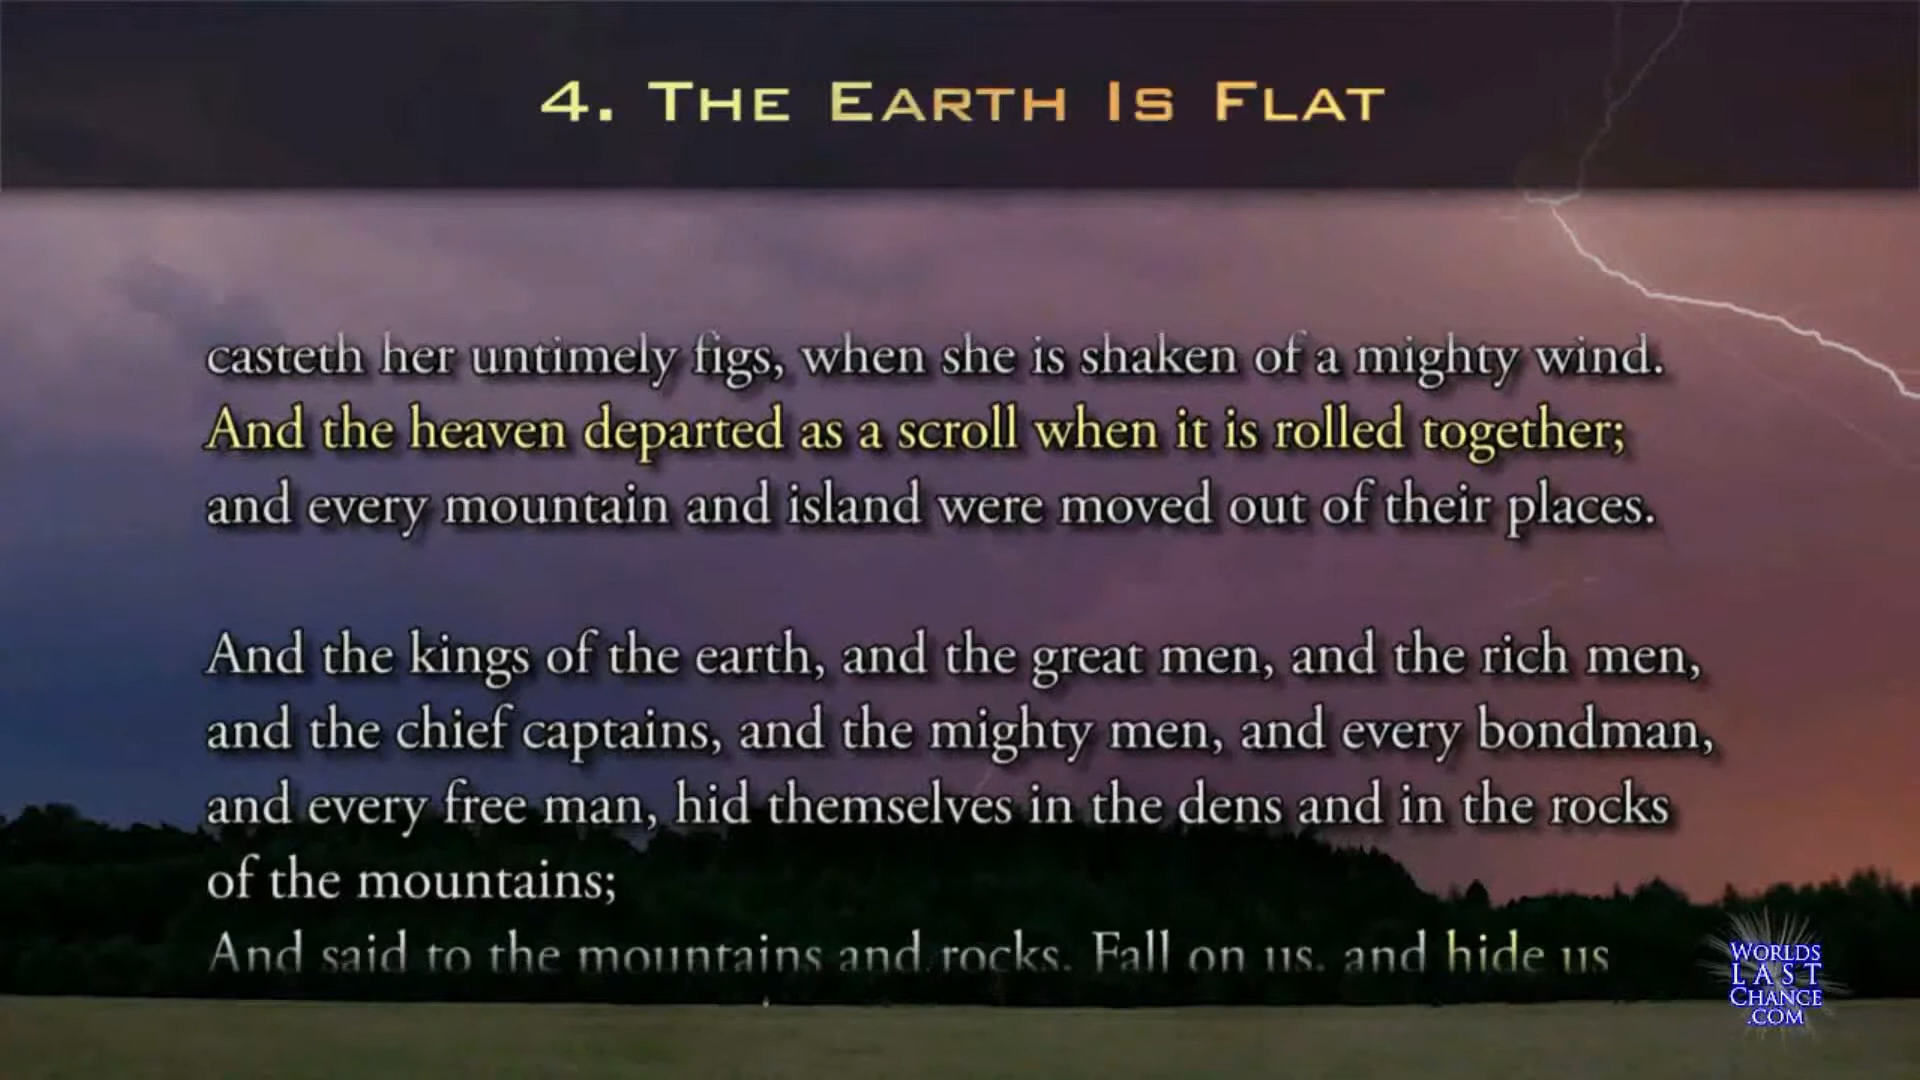 4. THE EARTH IS FLAT
casteth her untimely figs, when she is shaken of a mighty wind.
And the heaven departed as a scroll when it is rolled together;
and every mountain and island were moved out of their places.
And the kings of the earth, and the great men, and the rich men,
and the chief captains, and the mighty men, and every bondman,
and every free man, hid themselves in the dens and in the rocks
of the mountains;
And said to the mountains and rocks, Fall on us, and hide us
WORLDS
LAST
CHANCE
.COM